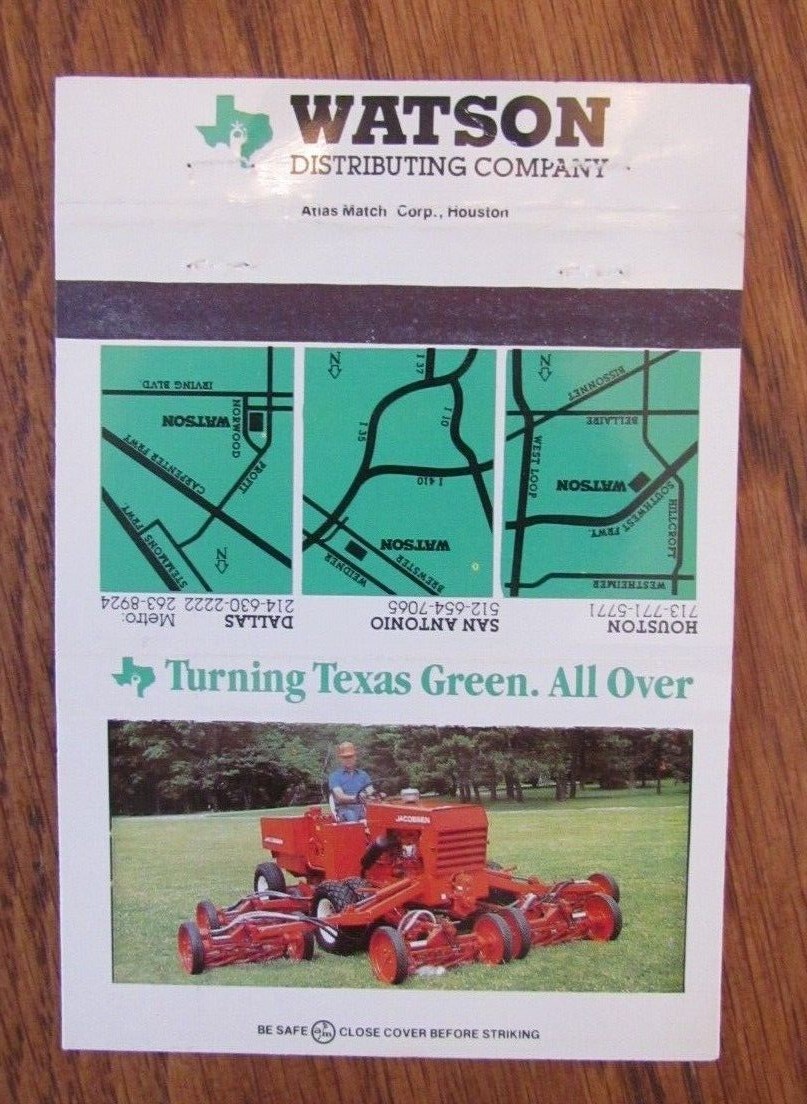 WATSON
DISTRIBUTING COMPANY
Atlas Match Corp., Houston
HOUSTON
713-771-5771
WESTHEIMER
HILLCROFT
SOUTHWEST FRWY.
WATSON
WEST LOOP
BELLAIRE
BISSONNET
N
SAN ANTONIO
512-654-7065
BREWSTER
WEIDNER
WATSON
I 410
I 35
I 10
I 37
N
DALLAS
214-630-2222
Metro:
263-8924
STEMMONS FRWY.
N
CARPENTER FRWY.
PROFIT
NORWOOD
WATSON
IRVING BLVD
Turning Texas Green. All Over
JACOBSEN
JACOBSEN
BE SAFE CLOSE COVER BEFORE STRIKING